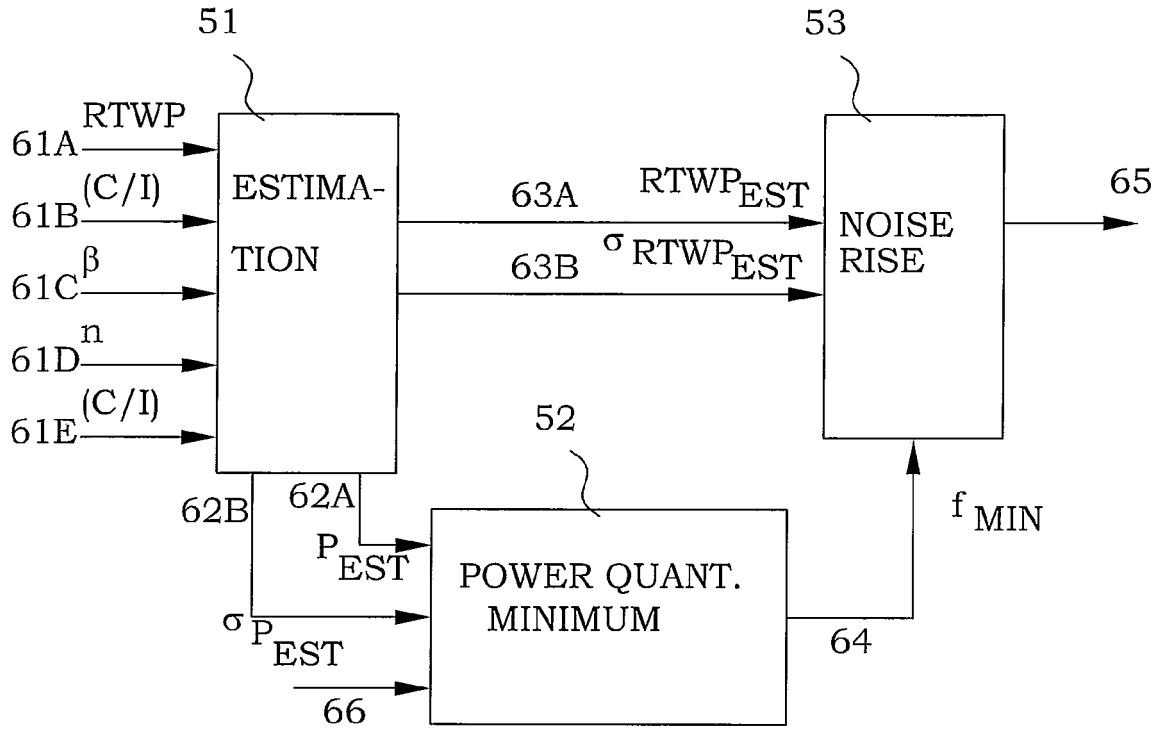 51
53
61A RTWP
61B (C/I)
61C β
61D n
61E (C/I)
ESTIMA-
TION
63A RTWP EST
63B σ RTWP EST
NOISE
RISE
65
62B
62A
52
P EST
σ P EST
66
POWER QUANT.
MINIMUM
64
f MIN